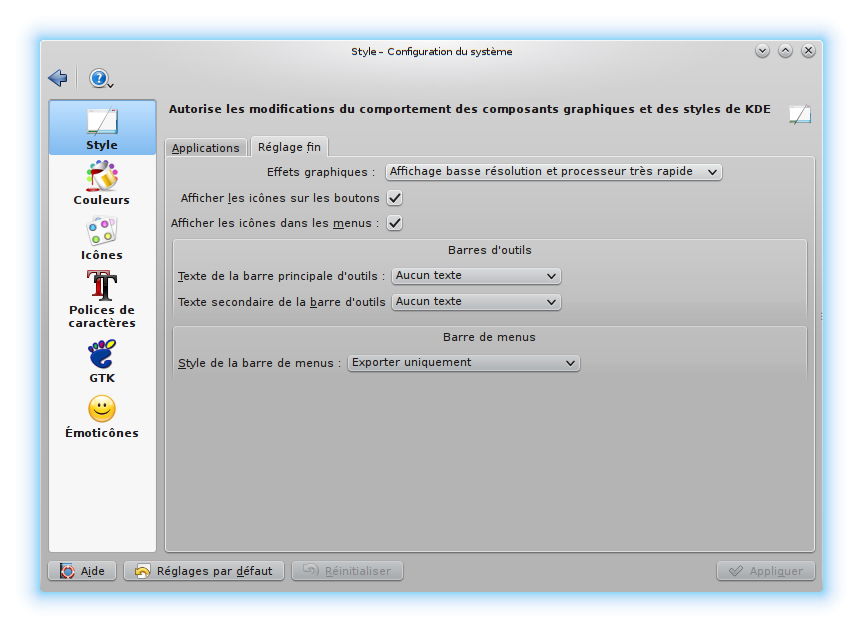 Style – Configuration du système
Autorise les modifications du comportement des composants graphiques et des styles de KDE
Style
Couleurs
Icônes
Polices de
caractères
GTK
Émoticônes
Applications
Réglage fin
Effets graphiques : Affichage basse résolution et processeur très rapide
Afficher les icônes sur les boutons
Afficher les icônes dans les menus :
Barres d'outils
Texte de la barre principale d'outils : Aucun texte
Texte secondaire de la barre d'outils Aucun texte
Barre de menus
Style de la barre de menus : Exporter uniquement
Aide
Réglages par défaut
Réinitialiser
Appliquer